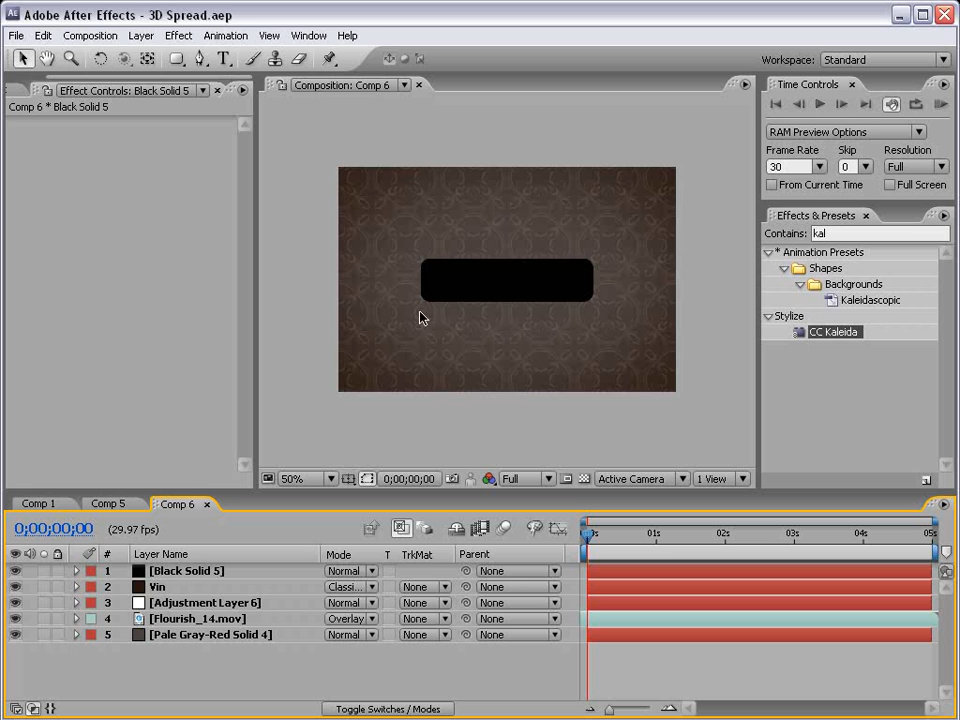 Adobe After Effects - 3D Spread.aep
File Edit Composition Layer Effect Animation View Window Help
Workspace: Standard
Effect Controls: Black Solid 5
Comp 6 * Black Solid 5
Composition: Comp 6
Time Controls
RAM Preview Options
Frame Rate Skip Resolution
30 0 Full
From Current Time Full Screen
Effects & Presets
Contains: kal
* Animation Presets
Shapes
Backgrounds
Kaleidascopic
Stylize
CC Kaleida
50% 0;00;00;00 Full Active Camera 1 View
Comp 1 Comp 5 Comp 6
0;00;00;00 (29.97 fps)
01s 02s 03s 04s 05s
# Layer Name Mode T TrkMat Parent
1 [Black Solid 5] Normal None
2 Vin Classi... None None
3 [Adjustment Layer 6] Normal None None
4 [Flourish_14.mov] Overlay None None
5 [Pale Gray-Red Solid 4] Normal None None
Toggle Switches / Modes